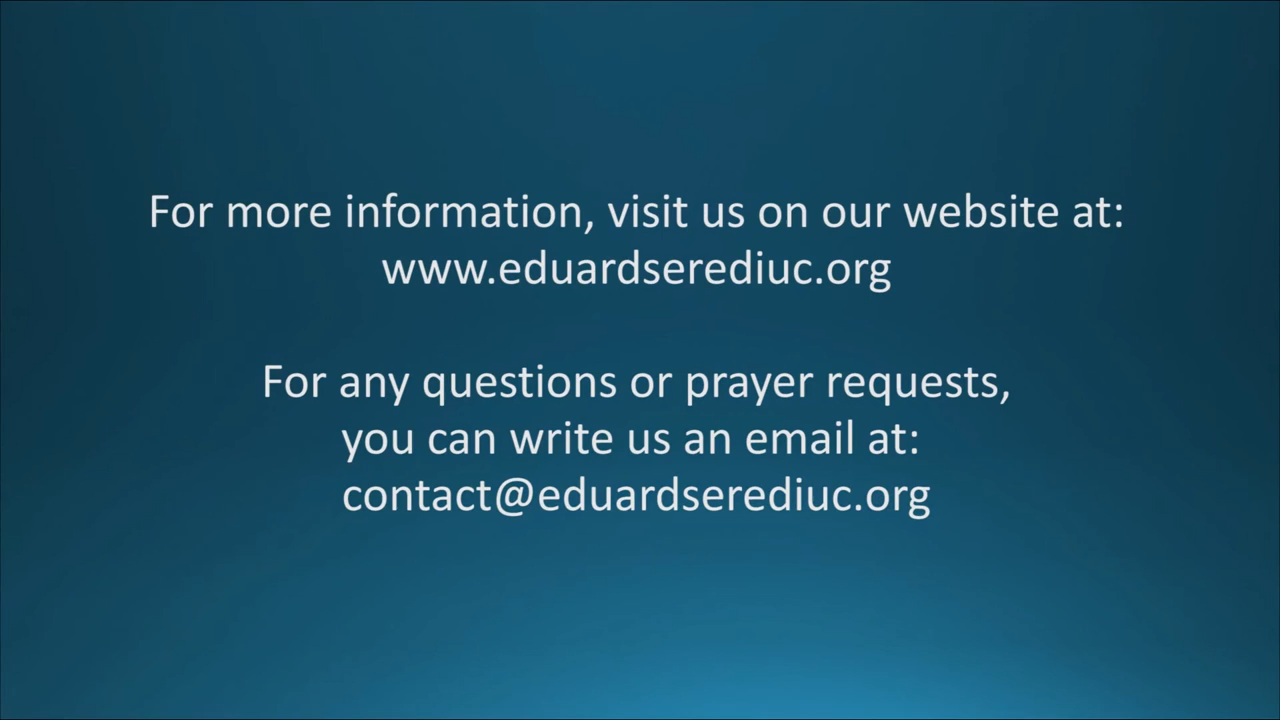 For more information, visit us on our website at:
www.eduardserediuc.org
For any questions or prayer requests,
you can write us an email at:
contact@eduardserediuc.org